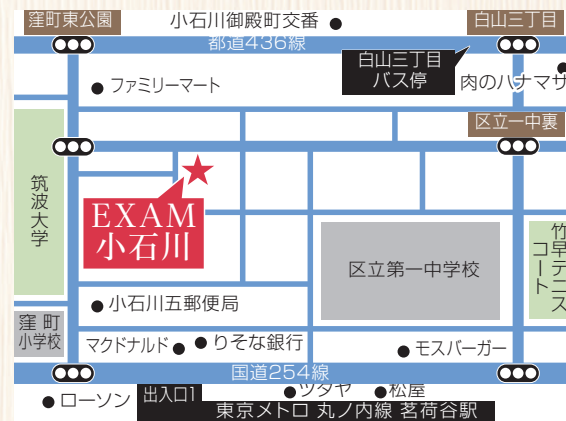 窪町東公園
小石川御殿町交番
白山三丁目
都道436線
白山三丁目
バス停
ファミリーマート
肉のハナマサ
区立一中裏
筑波大学
EXAM
小石川
区立第一中学校
竹早テニス
コート
小石川五郵便局
窪町
小学校
マクドナルド
りそな銀行
モスバーガー
国道254線
ローソン
出入口1
ツタヤ
松屋
東京メトロ 丸ノ内線 茗荷谷駅